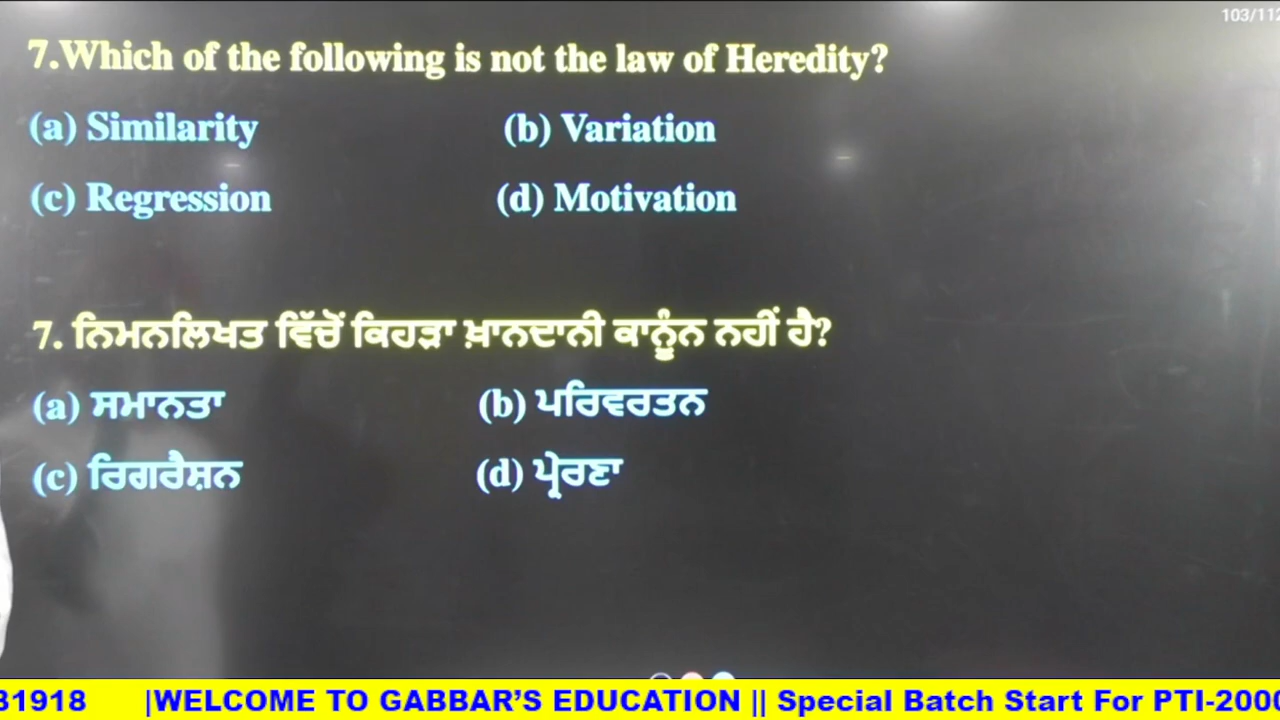 103/112
7.Which of the following is not the law of Heredity?
(a) Similarity (b) Variation
(c) Regression (d) Motivation
7. ਨਿਮਨਲਿਖਤ ਵਿੱਚੋਂ ਕਿਹੜਾ ਖ਼ਾਨਦਾਨੀ ਕਾਨੂੰਨ ਨਹੀਂ ਹੈ?
(a) ਸਮਾਨਤਾ (b) ਪਰਿਵਰਤਨ
(c) ਰਿਗਰੈਸ਼ਨ (d) ਪ੍ਰੇਰਣਾ
31918 |WELCOME TO GABBAR'S EDUCATION || Special Batch Start For PTI-2000